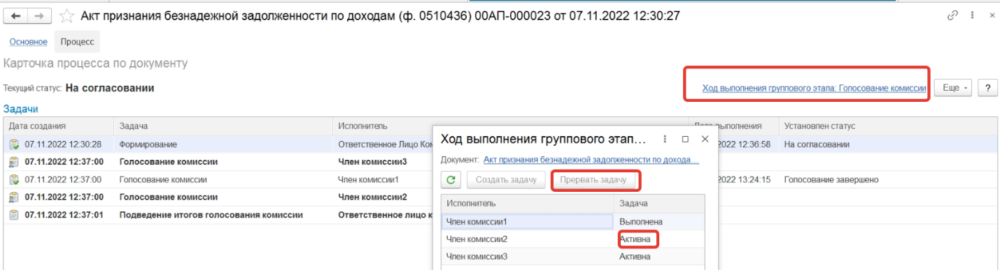 Акт признания безнадежной задолженности по доходам (ф. 0510436) 00АП-000023 от 07.11.2022 12:30:27
Основное Процесс
Карточка процесса по документу
Текущий статус: На согласовании Ход выполнения группового этапа: Голосование комиссии Еще ?
Задачи
Дата создания Задача Исполнитель выполнения Установлен статус
07.11.2022 12:30:28 Формирование Ответственное Лицо 2022 12:36:58 На согласовании
07.11.2022 12:37:00 Голосование комиссии Член комиссии3
07.11.2022 12:37:00 Голосование комиссии Член комиссии1 2022 13:24:15 Голосование завершено
07.11.2022 12:37:00 Голосование комиссии Член комиссии2
07.11.2022 12:37:01 Подведение итогов голосования комиссии Ответственное лицо
Ход выполнения группового этап...
Документ: Акт признания безнадежной задолженности по дохода...
Создать задачу Прервать задачу
Исполнитель Задача
Член комиссии1 Выполнена
Член комиссии2 Активна
Член комиссии3 Активна